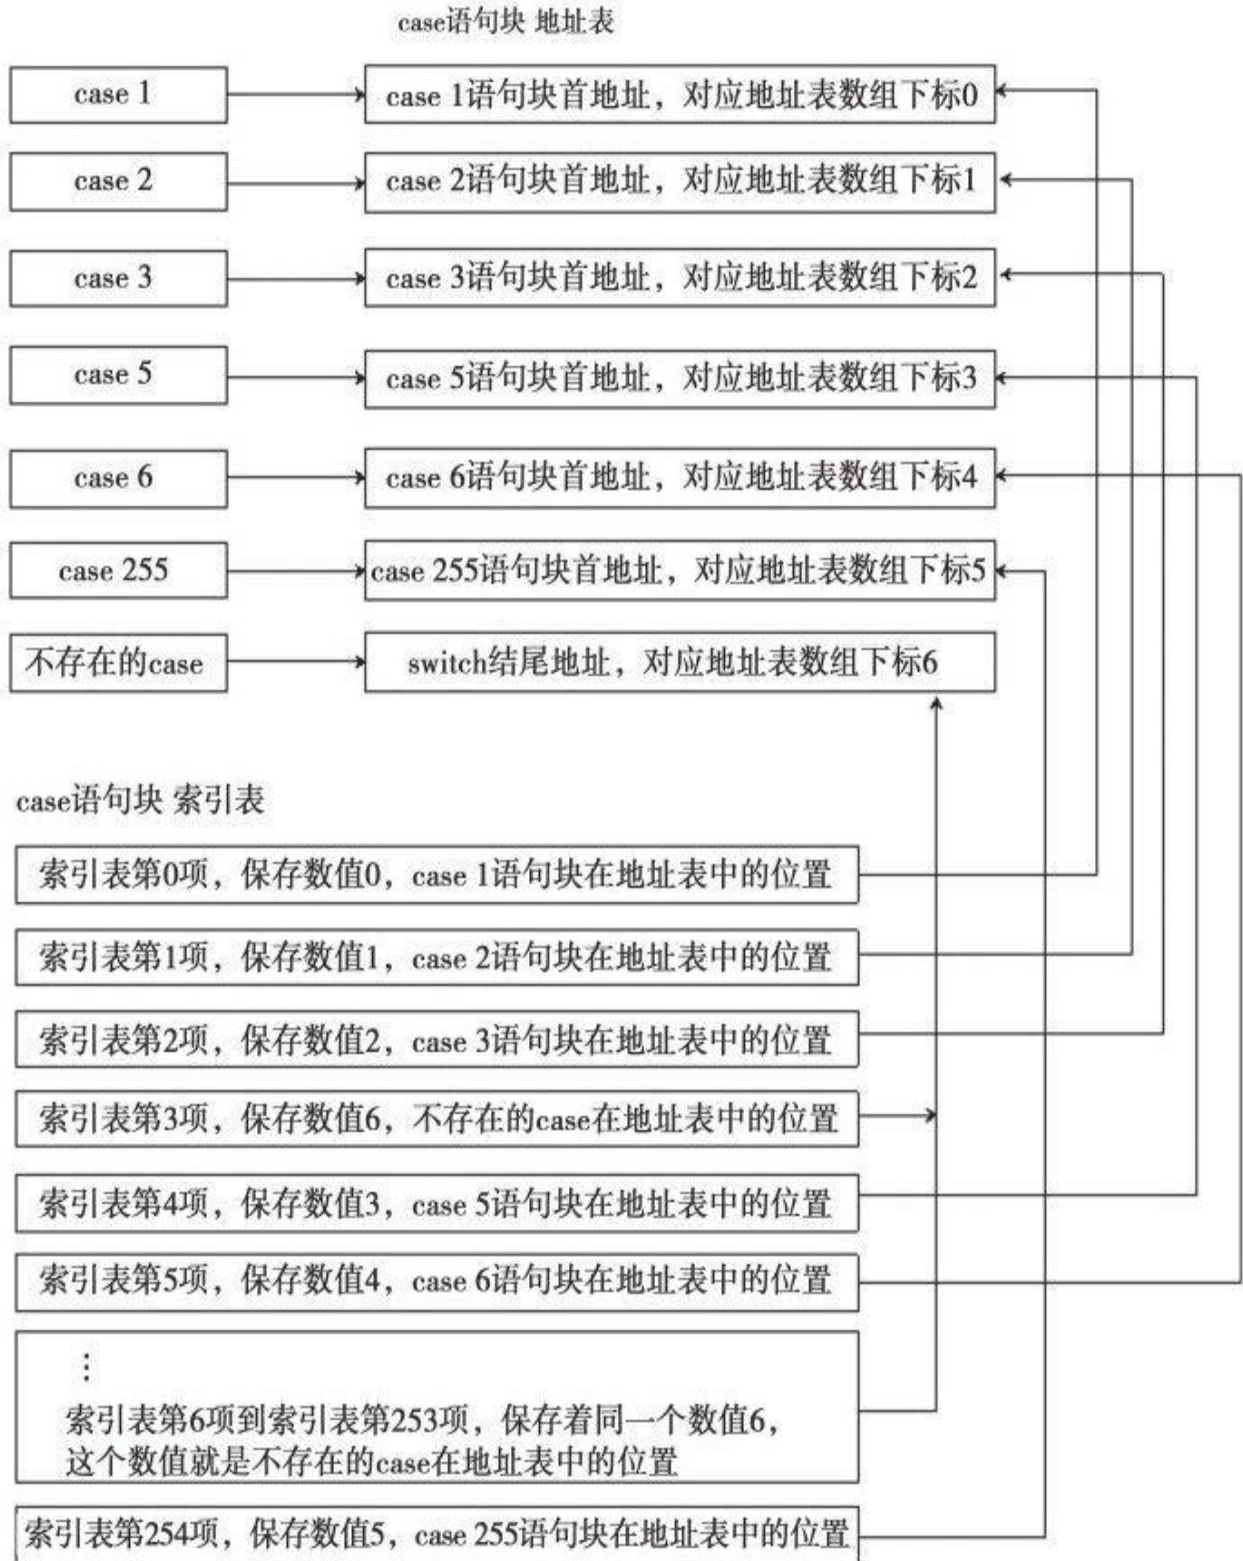 case语句块 地址表
case 1
case 1语句块首地址，对应地址表数组下标0
case 2
case 2语句块首地址，对应地址表数组下标1
case 3
case 3语句块首地址，对应地址表数组下标2
case 5
case 5语句块首地址，对应地址表数组下标3
case 6
case 6语句块首地址，对应地址表数组下标4
case 255
case 255语句块首地址，对应地址表数组下标5
不存在的case
switch结尾地址，对应地址表数组下标6
case语句块 索引表
索引表第0项，保存数值0，case 1语句块在地址表中的位置
索引表第1项，保存数值1，case 2语句块在地址表中的位置
索引表第2项，保存数值2，case 3语句块在地址表中的位置
索引表第3项，保存数值6，不存在的case在地址表中的位置
索引表第4项，保存数值3，case 5语句块在地址表中的位置
索引表第5项，保存数值4，case 6语句块在地址表中的位置
⋮
索引表第6项到索引表第253项，保存着同一个数值6，
这个数值就是不存在的case在地址表中的位置
索引表第254项，保存数值5，case 255语句块在地址表中的位置